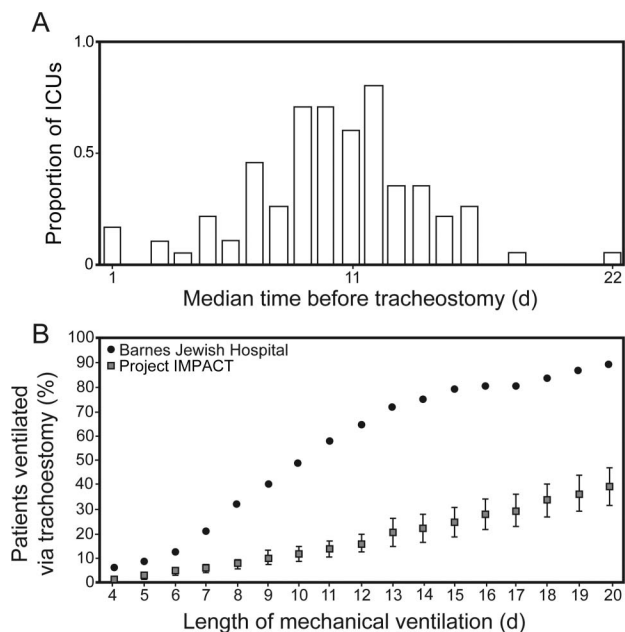 A
1.0
0.5
0
Proportion of ICUs
1 11 22
Median time before tracheostomy (d)
B
100
90
80
70
60
50
40
30
20
10
0
Patients ventilated
via trachoestomy (%)
Barnes Jewish Hospital
Project IMPACT
4 5 6 7 8 9 10 11 12 13 14 15 16 17 18 19 20
Length of mechanical ventilation (d)